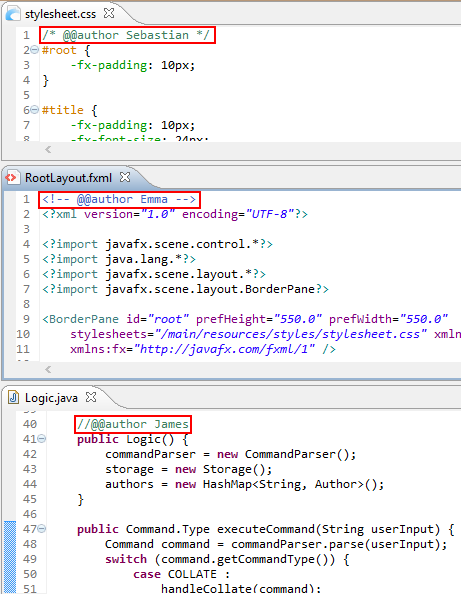 stylesheet.css
1 /* @@author Sebastian */
2 #root {
3 -fx-padding: 10px;
4 }
5
6 #title {
7 -fx-padding: 10px;
8 -fx-font-size: 24px;
RootLayout.fxml
1 <!-- @@author Emma -->
2 <?xml version="1.0" encoding="UTF-8"?>
3
4 <?import javafx.scene.control.*?>
5 <?import java.lang.*?>
6 <?import javafx.scene.layout.*?>
7 <?import javafx.scene.layout.BorderPane?>
8
9 <BorderPane id="root" prefHeight="550.0" prefWidth="550.0"
10 stylesheets="/main/resources/styles/stylesheet.css" xmln
11 xmlns:fx="http://javafx.com/fxml/1" />
12
Logic.java
39
40 //@@author James
41 public Logic() {
42 commandParser = new CommandParser();
43 storage = new Storage();
44 authors = new HashMap<String, Author>();
45 }
46
47 public Command.Type executeCommand(String userInput) {
48 Command command = commandParser.parse(userInput);
49 switch (command.getCommandType()) {
50 case COLLATE :
51 handleCollate(command);